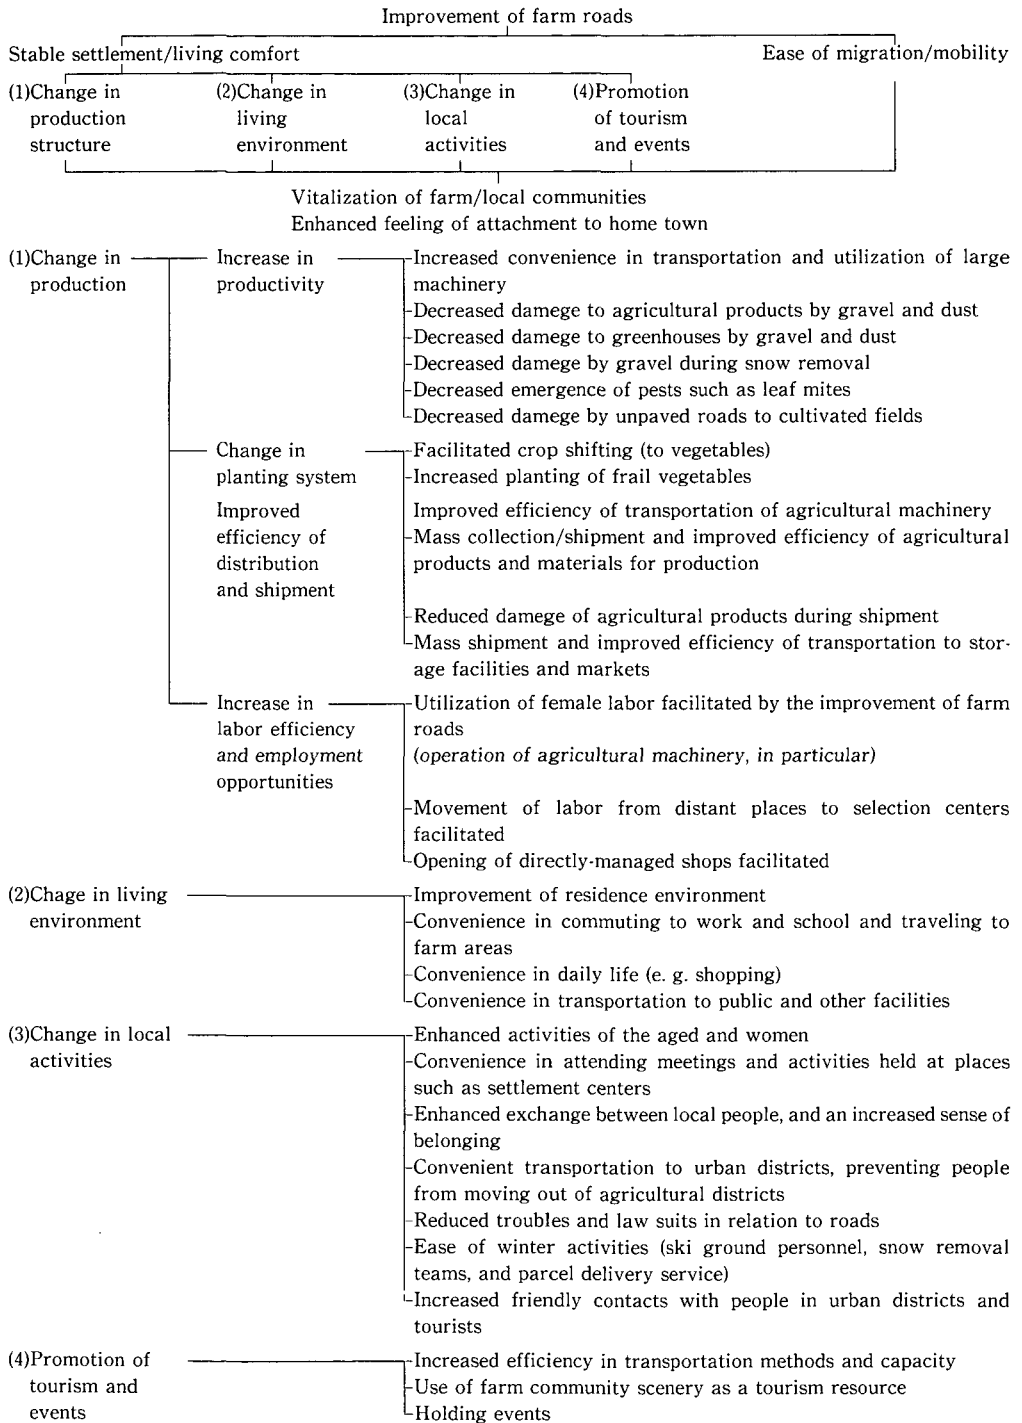 Improvement of farm roads
Stable settlement/living comfort
Ease of migration/mobility
(1)Change in
production
structure
(2)Change in
living
environment
(3)Change in
local
activities
(4)Promotion
of tourism
and events
Vitalization of farm/local communities
Enhanced feeling of attachment to home town
(1)Change in
production
Increase in
productivity
Increased convenience in transportation and utilization of large
machinery
Decreased damege to agricultural products by gravel and dust
Decreased damege to greenhouses by gravel and dust
Decreased damage by gravel during snow removal
Decreased emergence of pests such as leaf mites
Decreased damage by unpaved roads to cultivated fields
Change in
planting system
Facilitated crop shifting (to vegetables)
Increased planting of frail vegetables
Improved
efficiency of
distribution
and shipment
Improved efficiency of transportation of agricultural machinery
Mass collection/shipment and improved efficiency of agricultural
products and materials for production
Reduced damege of agricultural products during shipment
Mass shipment and improved efficiency of transportation to stor-
age facilities and markets
Increase in
labor efficiency
and employment
opportunities
Utilization of female labor facilitated by the improvement of farm
roads
(operation of agricultural machinery, in particular)
Movement of labor from distant places to selection centers
facilitated
Opening of directly-managed shops facilitated
(2)Chage in living
environment
Improvement of residence environment
Convenience in commuting to work and school and traveling to
farm areas
Convenience in daily life (e. g. shopping)
Convenience in transportation to public and other facilities
(3)Change in local
activities
Enhanced activities of the aged and women
Convenience in attending meetings and activities held at places
such as settlement centers
Enhanced exchange between local people, and an increased sense of
belonging
Convenient transportation to urban districts, preventing people
from moving out of agricultural districts
Reduced troubles and law suits in relation to roads
Ease of winter activities (ski ground personnel, snow removal
teams, and parcel delivery service)
Increased friendly contacts with people in urban districts and
tourists
(4)Promotion of
tourism and
events
Increased efficiency in transportation methods and capacity
Use of farm community scenery as a tourism resource
Holding events